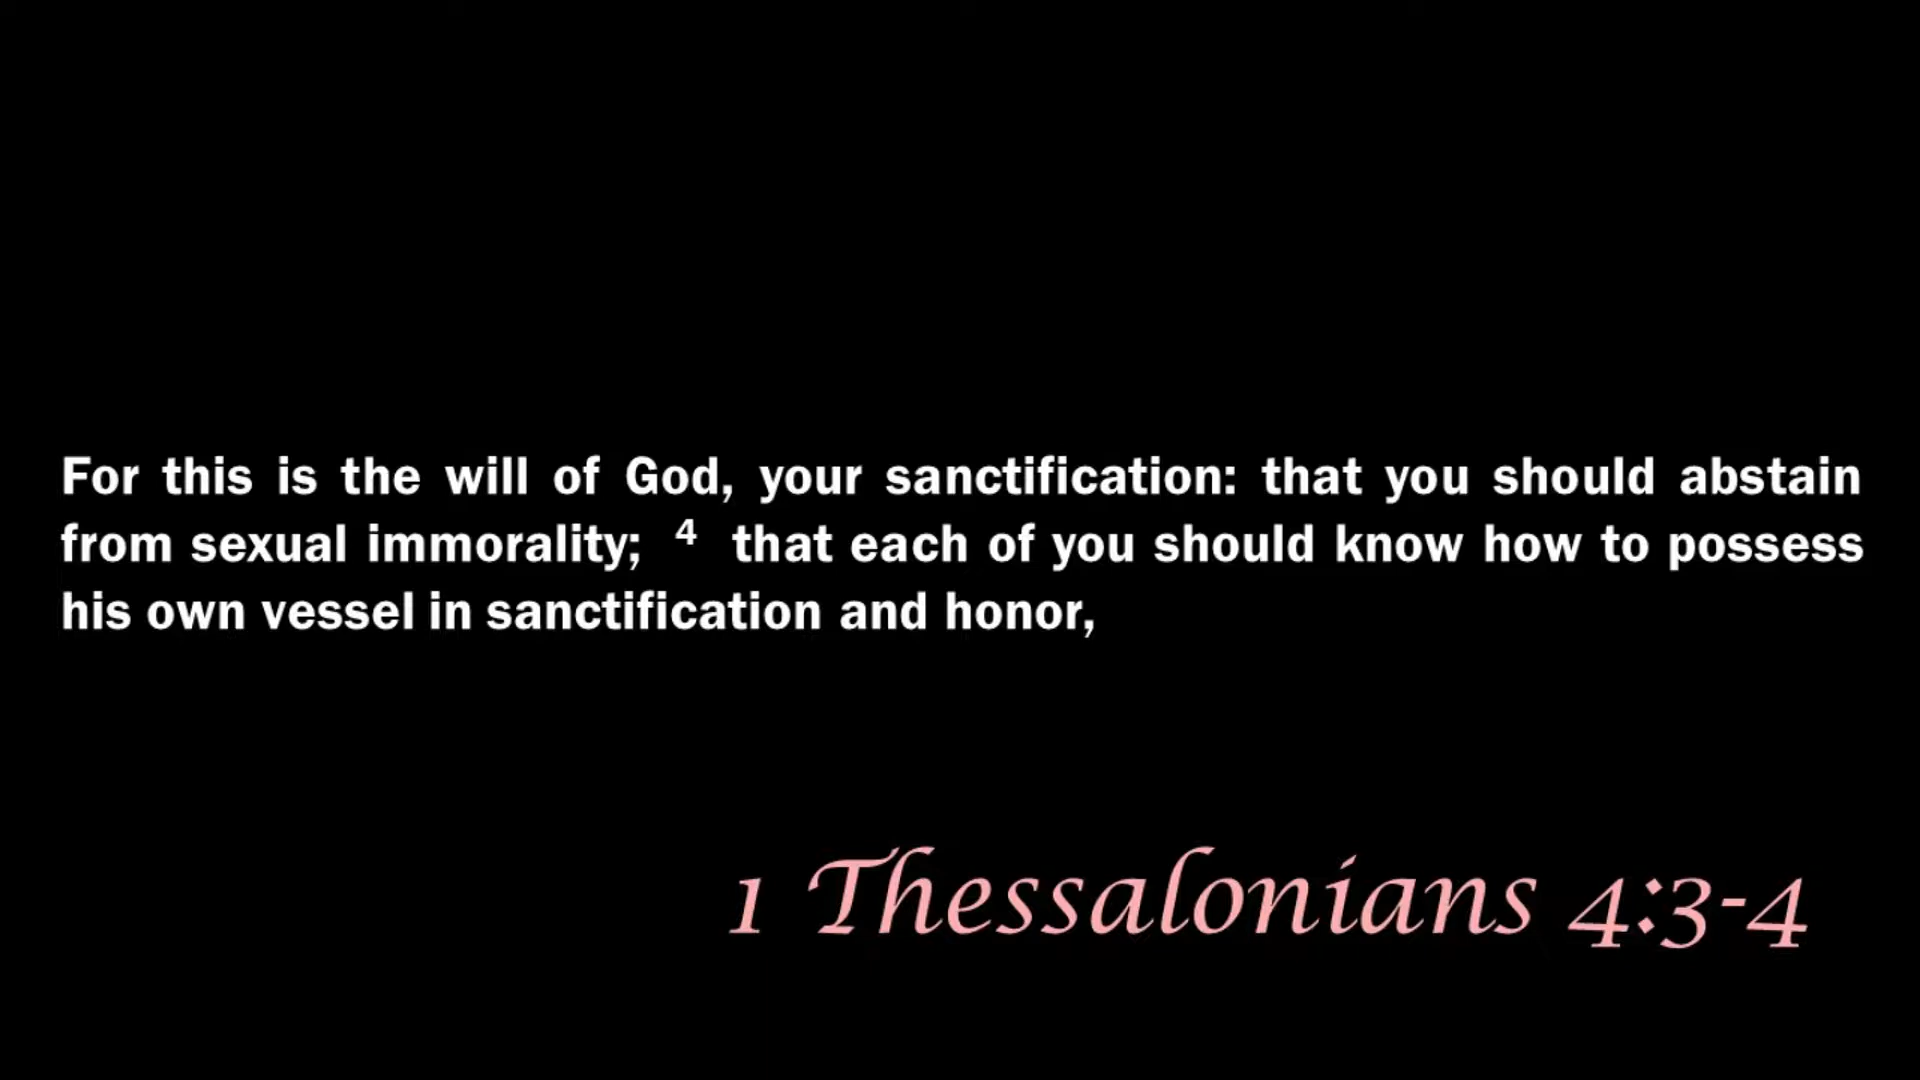 For this is the will of God, your sanctification: that you should abstain
from sexual immorality; 4 that each of you should know how to possess
his own vessel in sanctification and honor,
1 Thessalonians 4:3-4